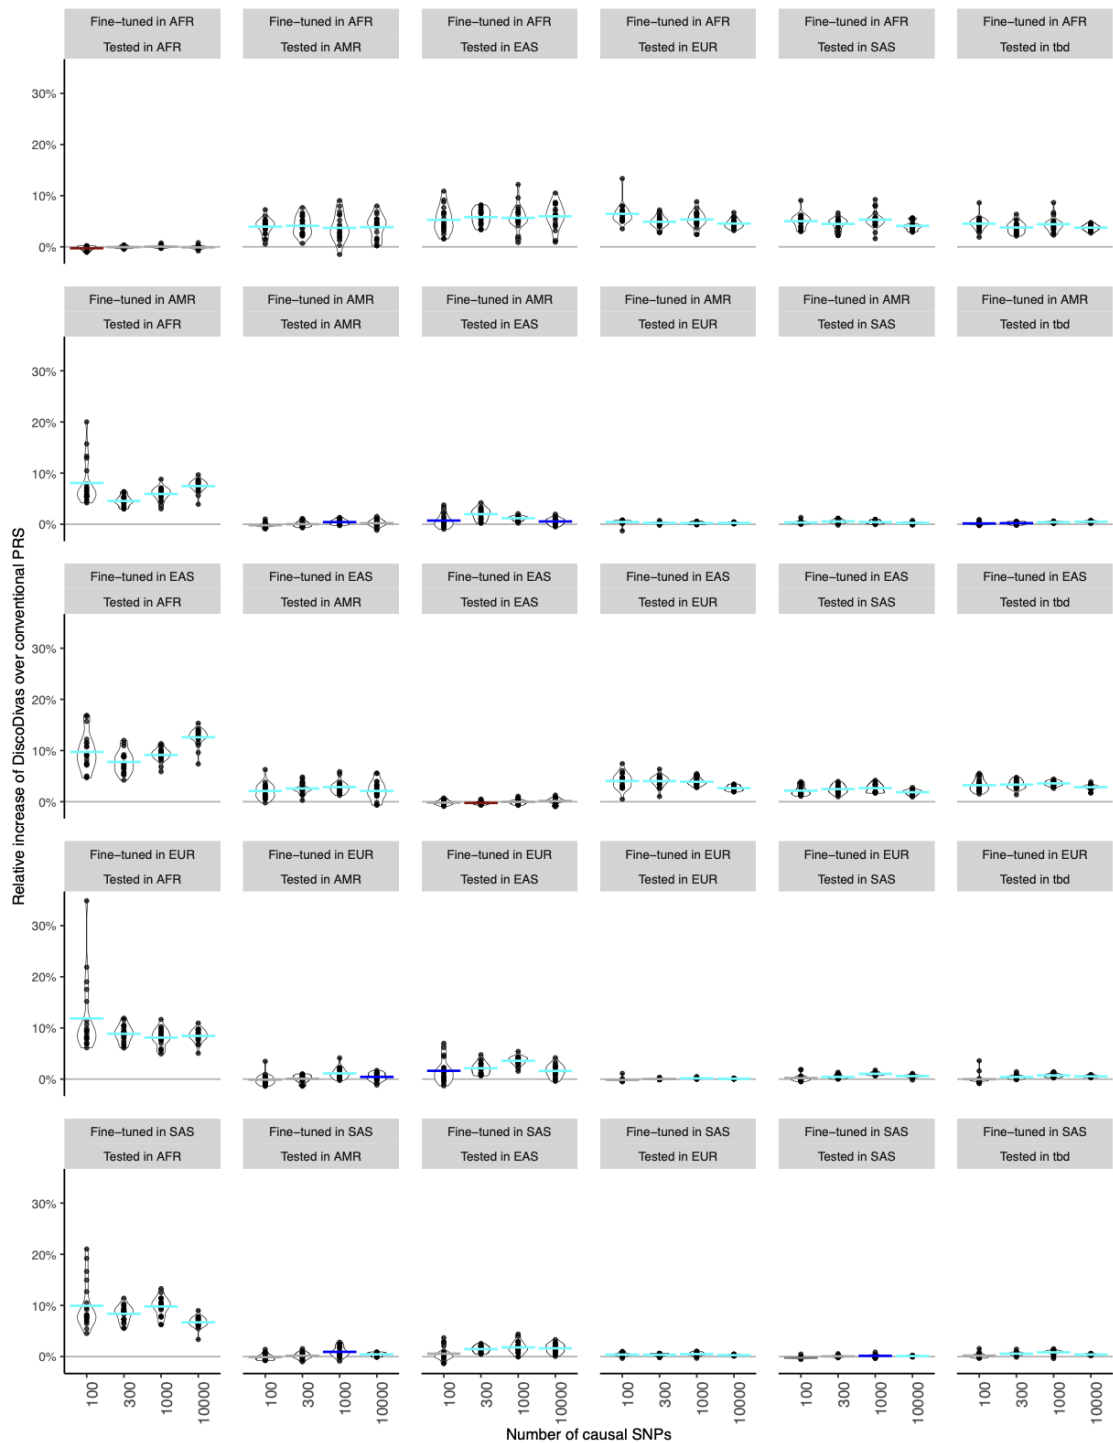 Fine−tuned in AFR Fine−tuned in AFR Fine−tuned in AFR Fine−tuned in AFR Fine−tuned in AFR Fine−tuned in AFR
Tested in AFR Tested in AMR Tested in EAS Tested in EUR Tested in SAS Tested in tbd
30%
20%
10%
0%
Fine−tuned in AMR Fine−tuned in AMR Fine−tuned in AMR Fine−tuned in AMR Fine−tuned in AMR Fine−tuned in AMR
Tested in AFR Tested in AMR Tested in EAS Tested in EUR Tested in SAS Tested in tbd
30%
20%
10%
0%
Fine−tuned in EAS Fine−tuned in EAS Fine−tuned in EAS Fine−tuned in EAS Fine−tuned in EAS Fine−tuned in EAS
Tested in AFR Tested in AMR Tested in EAS Tested in EUR Tested in SAS Tested in tbd
30%
20%
10%
0%
Fine−tuned in EUR Fine−tuned in EUR Fine−tuned in EUR Fine−tuned in EUR Fine−tuned in EUR Fine−tuned in EUR
Tested in AFR Tested in AMR Tested in EAS Tested in EUR Tested in SAS Tested in tbd
30%
20%
10%
0%
Fine−tuned in SAS Fine−tuned in SAS Fine−tuned in SAS Fine−tuned in SAS Fine−tuned in SAS Fine−tuned in SAS
Tested in AFR Tested in AMR Tested in EAS Tested in EUR Tested in SAS Tested in tbd
30%
20%
10%
0%
100 300 1000 10000 100 300 1000 10000 100 300 1000 10000 100 300 1000 10000 100 300 1000 10000 100 300 1000 10000
Number of causal SNPs
Relative increase of DiscoDivas over conventional PRS